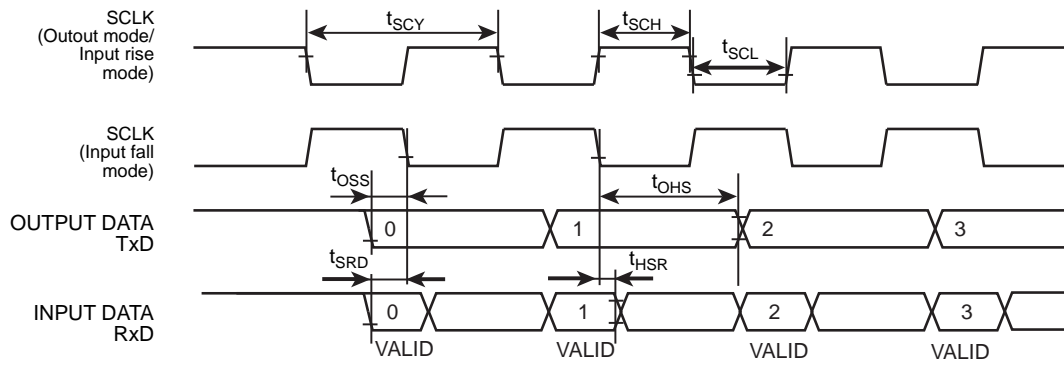 SCLK
(Outout mode/
Input rise
mode)
tSCY
tSCH
tSCL
SCLK
(Input fall
mode)
tOSS
tOHS
OUTPUT DATA
TxD
0
1
2
3
tSRD
tHSR
INPUT DATA
RxD
0
1
2
3
VALID
VALID
VALID
VALID